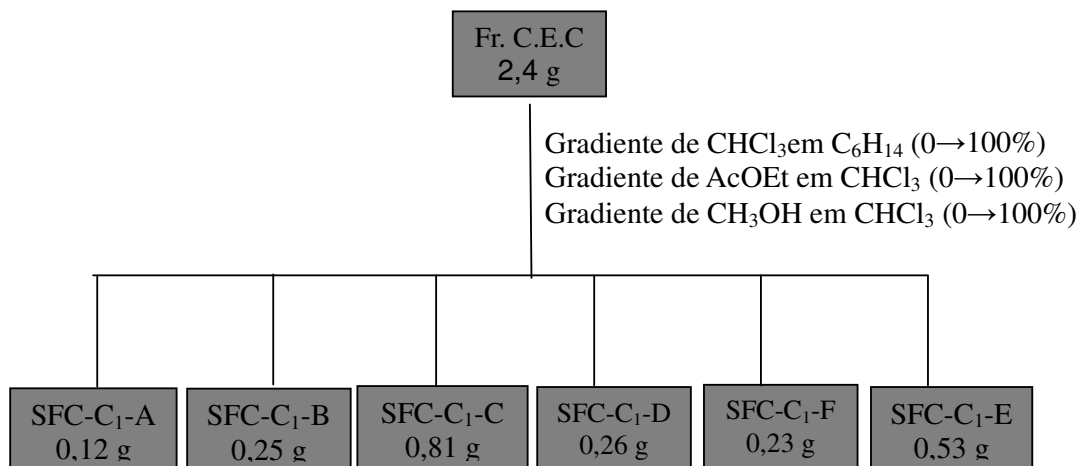 Fr. C.E.C
2,4 g
Gradiente de CHCl₃em C₆H₁₄ (0→100%)
Gradiente de AcOEt em CHCl₃ (0→100%)
Gradiente de CH₃OH em CHCl₃ (0→100%)
SFC-C₁-A
0,12 g
SFC-C₁-B
0,25 g
SFC-C₁-C
0,81 g
SFC-C₁-D
0,26 g
SFC-C₁-F
0,23 g
SFC-C₁-E
0,53 g